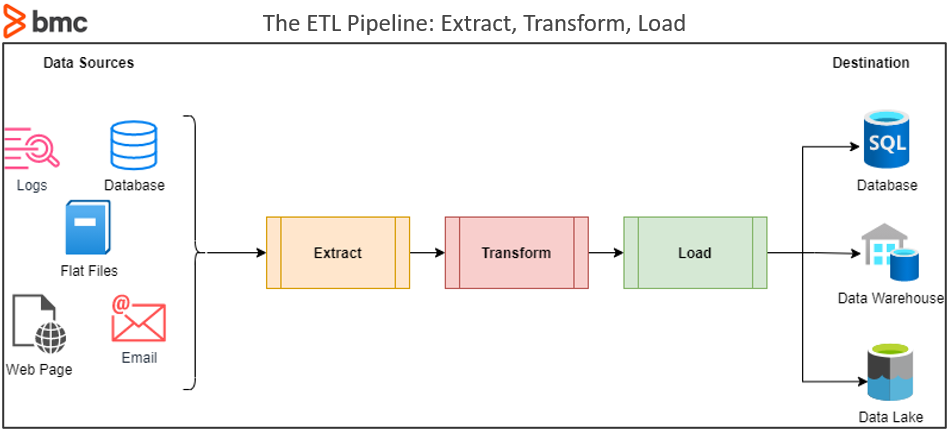 bmc
The ETL Pipeline: Extract, Transform, Load
Data Sources
Destination
Logs
Database
Flat Files
Web Page
@
Email
Extract
Transform
Load
SQL
Database
Data Warehouse
Data Lake